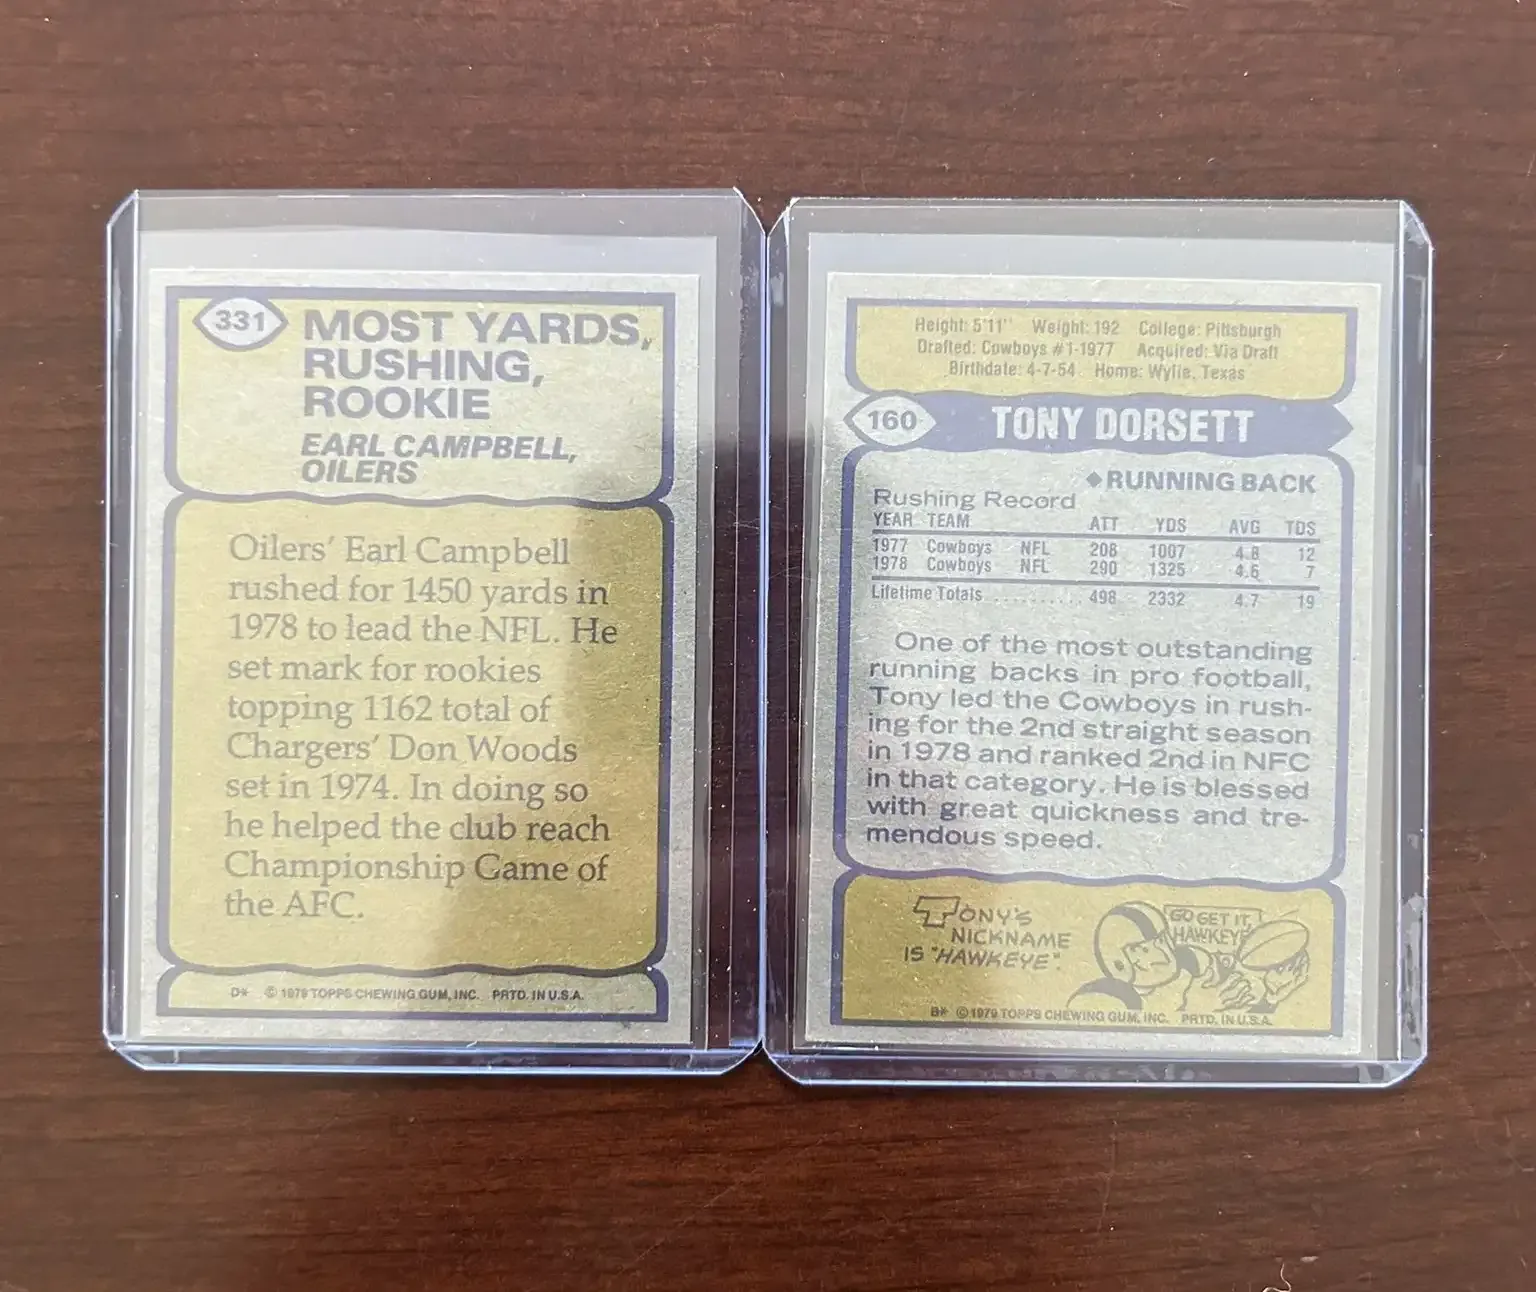 331
MOST YARDS,
RUSHING,
ROOKIE
EARL CAMPBELL,
OILERS
Oilers' Earl Campbell
rushed for 1450 yards in
1978 to lead the NFL. He
set mark for rookies
topping 1162 total of
Chargers' Don Woods
set in 1974. In doing so
he helped the club reach
Championship Game of
the AFC.
D* © 1979 TOPPS CHEWING GUM, INC. PRTD. IN U.S.A.
Height: 5'11" Weight: 192 College: Pittsburgh
Drafted: Cowboys #1-1977 Acquired: Via Draft
Birthdate: 4-7-54 Home: Wylie, Texas
160 TONY DORSETT
◆RUNNING BACK
Rushing Record
YEAR TEAM ATT YDS AVG TDS
1977 Cowboys NFL 208 1007 4.8 12
1978 Cowboys NFL 290 1325 4.6 7
Lifetime Totals .......... 498 2332 4.7 19
One of the most outstanding
running backs in pro football,
Tony led the Cowboys in rush-
ing for the 2nd straight season
in 1978 and ranked 2nd in NFC
in that category. He is blessed
with great quickness and tre-
mendous speed.
TONY'S
NICKNAME
IS "HAWKEYE".
GO GET IT,
HAWKEYE
B* © 1979 TOPPS CHEWING GUM, INC. PRTD. IN U.S.A.